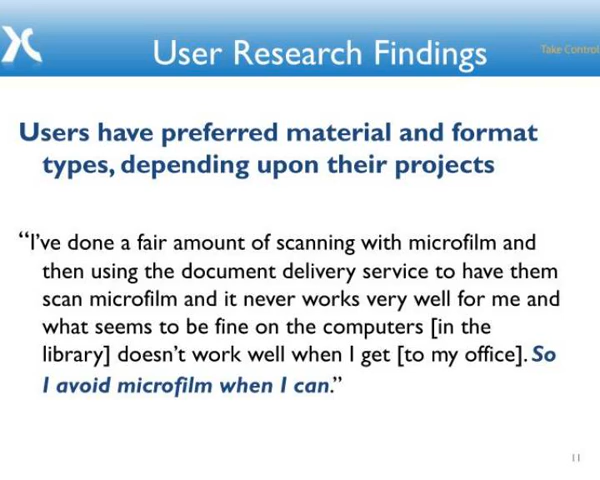 User Research Findings
Take Control
Users have preferred material and format
types, depending upon their projects
“I’ve done a fair amount of scanning with microfilm and
then using the document delivery service to have them
scan microfilm and it never works very well for me and
what seems to be fine on the computers [in the
library] doesn’t work well when I get [to my office]. So
I avoid microfilm when I can.”
11